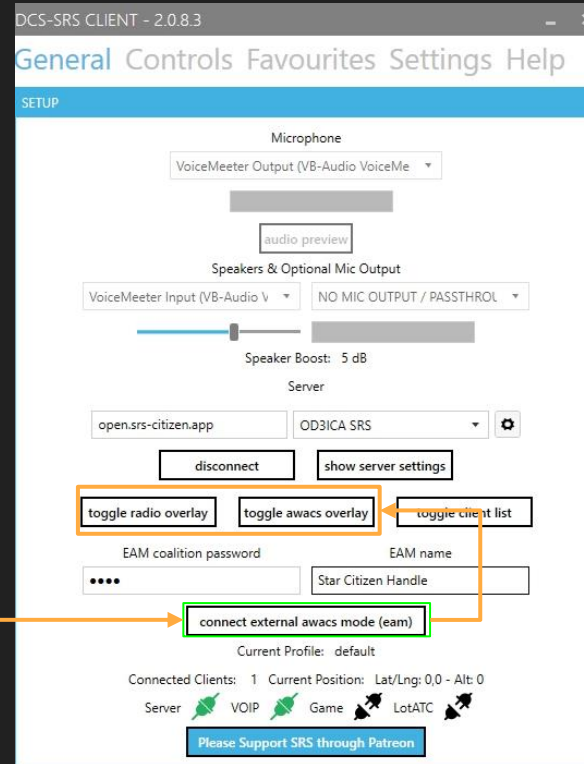 DCS-SRS CLIENT - 2.0.8.3
General Controls Favourites Settings Help
SETUP
Microphone
VoiceMeeter Output (VB-Audio VoiceMe
audio preview
Speakers & Optional Mic Output
VoiceMeeter Input (VB-Audio V NO MIC OUTPUT / PASSTHROU
Speaker Boost: 5 dB
Server
open.srs-citizen.app OD3ICA SRS
disconnect show server settings
toggle radio overlay toggle awacs overlay toggle client list
EAM coalition password EAM name
•••• Star Citizen Handle
connect external awacs mode (eam)
Current Profile: default
Connected Clients: 1 Current Position: Lat/Lng: 0,0 - Alt: 0
Server VOIP Game LotATC
Please Support SRS through Patreon